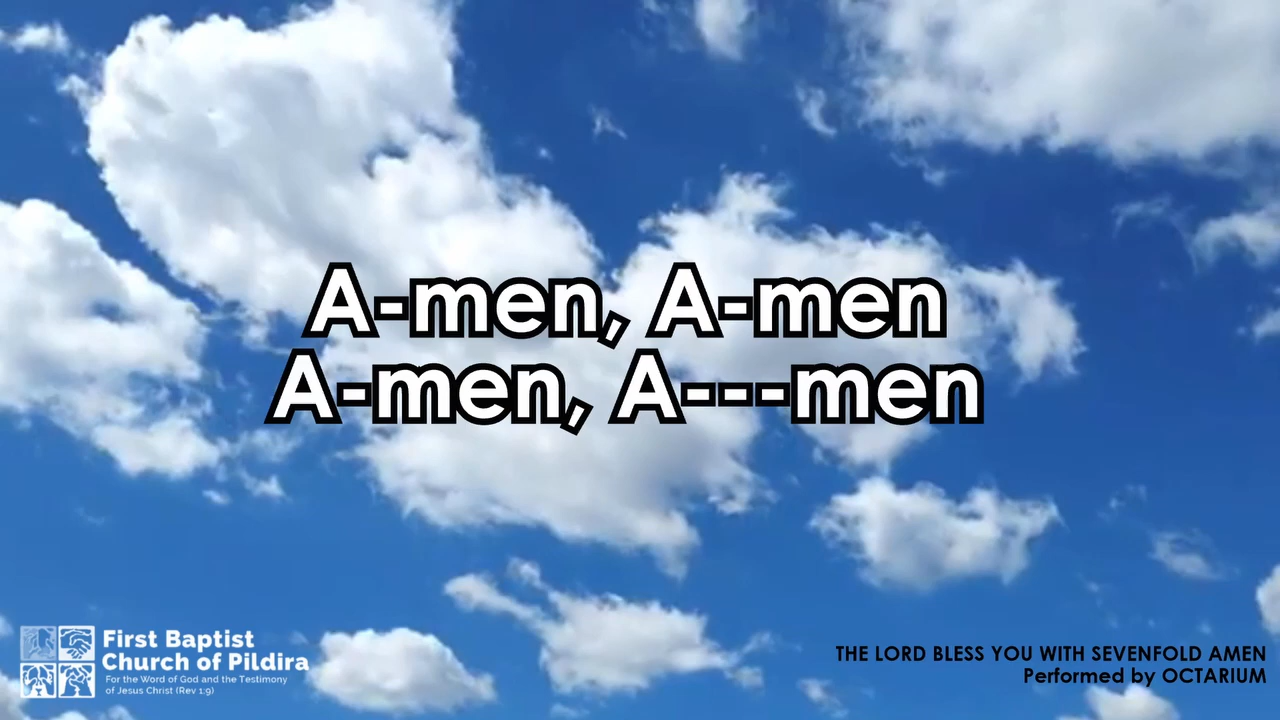 A-men, A-men
A-men, A---men
First Baptist
Church of Pildira
For the Word of God and the Testimony
of Jesus Christ (Rev 1:9)
THE LORD BLESS YOU WITH SEVENFOLD AMEN
Performed by OCTARIUM